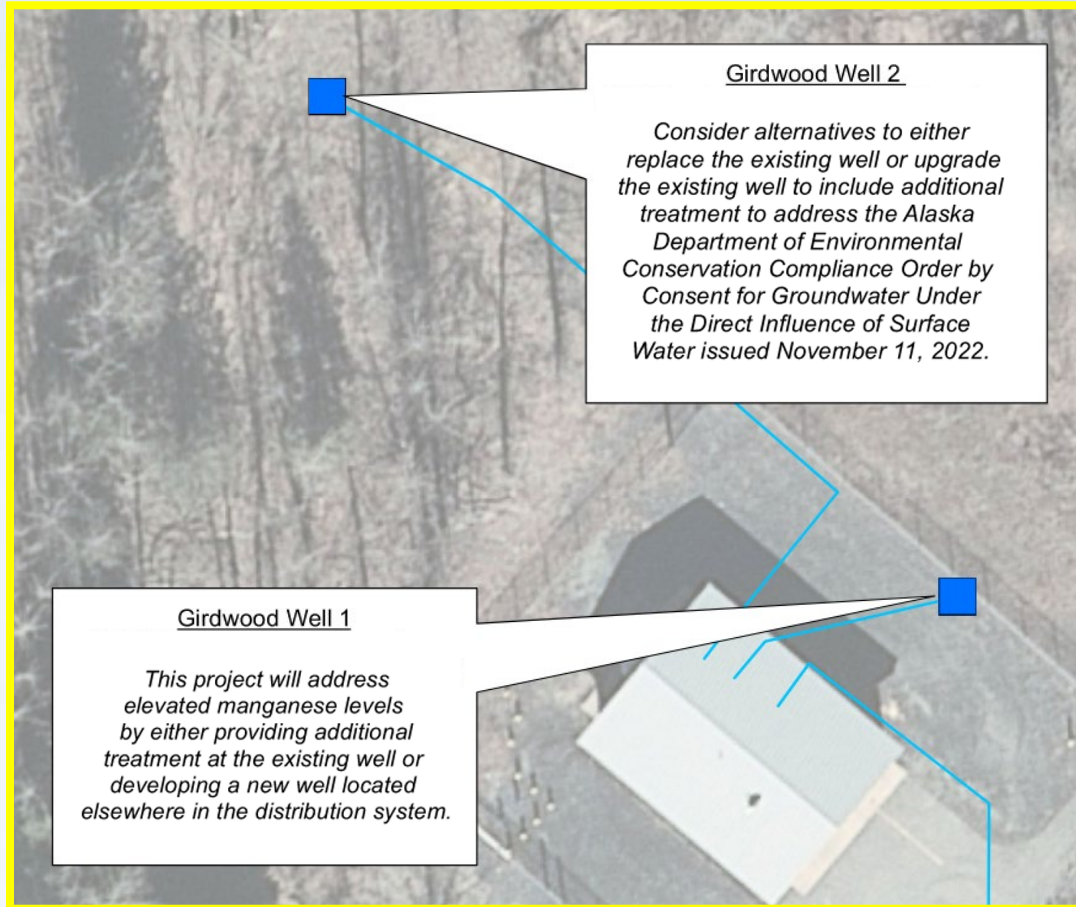 Girdwood Well 2
Consider alternatives to either
replace the existing well or upgrade
the existing well to include additional
treatment to address the Alaska
Department of Environmental
Conservation Compliance Order by
Consent for Groundwater Under
the Direct Influence of Surface
Water issued November 11, 2022.
Girdwood Well 1
This project will address
elevated manganese levels
by either providing additional
treatment at the existing well or
developing a new well located
elsewhere in the distribution system.